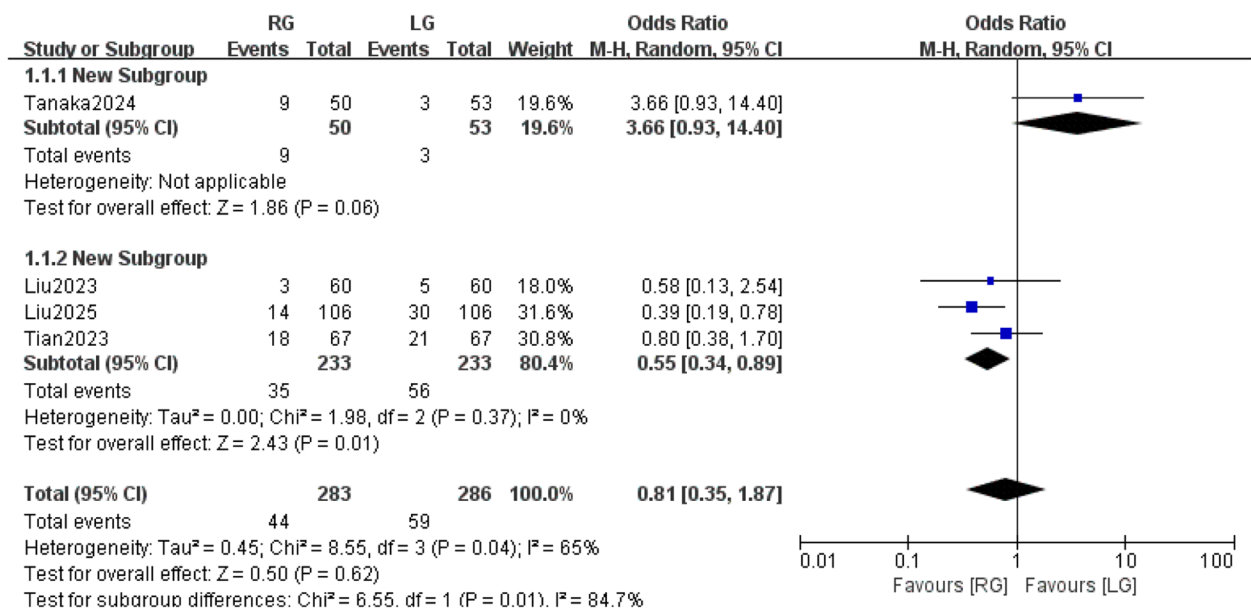 RG LG Odds Ratio Odds Ratio
Study or Subgroup Events Total Events Total Weight M-H, Random, 95% CI M-H, Random, 95% CI
1.1.1 New Subgroup
Tanaka2024 9 50 3 53 19.6% 3.66 [0.93, 14.40]
Subtotal (95% CI) 50 53 19.6% 3.66 [0.93, 14.40]
Total events 9 3
Heterogeneity: Not applicable
Test for overall effect: Z = 1.86 (P = 0.06)
1.1.2 New Subgroup
Liu2023 3 60 5 60 18.0% 0.58 [0.13, 2.54]
Liu2025 14 106 30 106 31.6% 0.39 [0.19, 0.78]
Tian2023 18 67 21 67 30.8% 0.80 [0.38, 1.70]
Subtotal (95% CI) 233 233 80.4% 0.55 [0.34, 0.89]
Total events 35 56
Heterogeneity: Tau² = 0.00; Chi² = 1.98, df = 2 (P = 0.37); I² = 0%
Test for overall effect: Z = 2.43 (P = 0.01)
Total (95% CI) 283 286 100.0% 0.81 [0.35, 1.87]
Total events 44 59
Heterogeneity: Tau² = 0.45; Chi² = 8.55, df = 3 (P = 0.04); I² = 65%
Test for overall effect: Z = 0.50 (P = 0.62)
Test for subgroup differences: Chi² = 6.55, df = 1 (P = 0.01), I² = 84.7%
0.01 0.1 1 10 100
Favours [RG] Favours [LG]